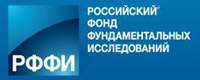 РОССИЙСКИЙ
ФОНД
ФУНДАМЕНТАЛЬНЫХ
ИССЛЕДОВАНИЙ
РФФИ